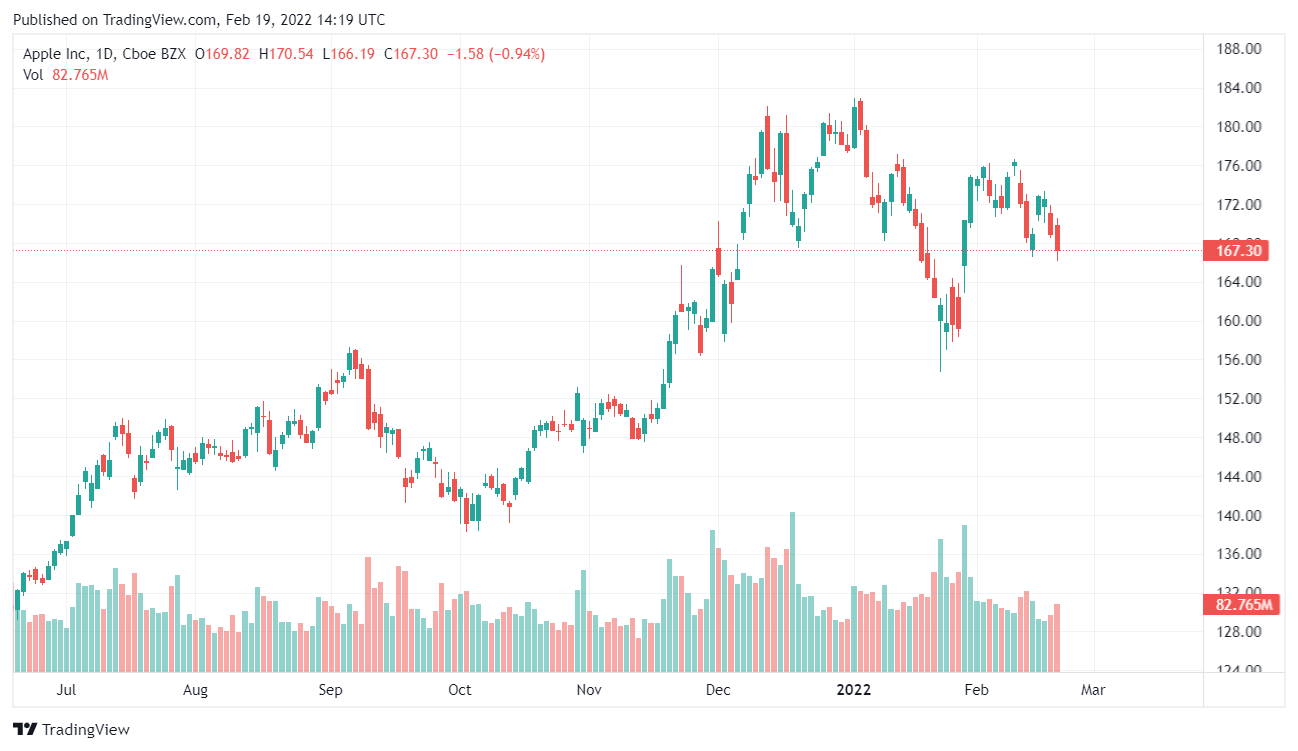 Published on TradingView.com, Feb 19, 2022 14:19 UTC
Apple Inc, 1D, Cboe BZX O169.82 H170.54 L166.19 C167.30 −1.58 (−0.94%)
Vol 82.765M
188.00
184.00
180.00
176.00
172.00
167.30
164.00
160.00
156.00
152.00
148.00
144.00
140.00
136.00
132.00
82.765M
128.00
124.00
Jul Aug Sep Oct Nov Dec 2022 Feb Mar
TradingView